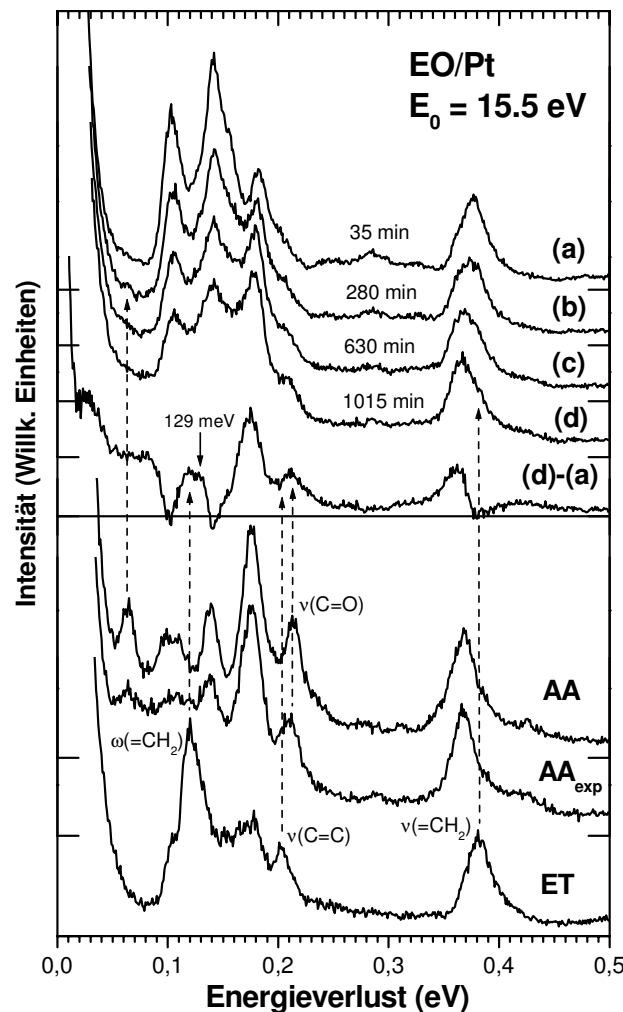 EO/Pt
E₀ = 15.5 eV
35 min
(a)
280 min
(b)
630 min
(c)
1015 min
(d)
129 meV
(d)-(a)
ν(C=O)
AA
ω(=CH₂)
AAexp
ν(C=C)
ν(=CH₂)
ET
Intensität (Willk. Einheiten)
0,0 0,1 0,2 0,3 0,4 0,5
Energieverlust (eV)